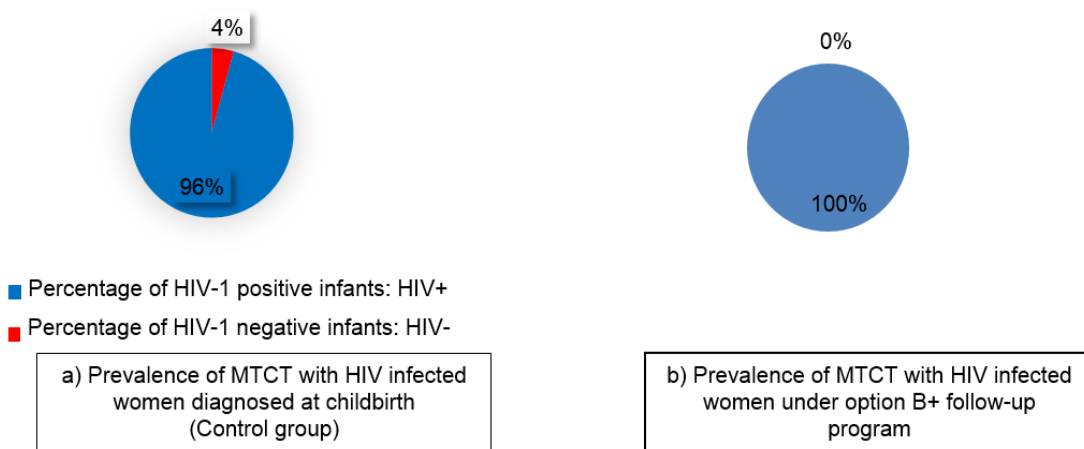 4%
96%
0%
100%
Percentage of HIV-1 positive infants: HIV+
Percentage of HIV-1 negative infants: HIV-
a) Prevalence of MTCT with HIV infected
women diagnosed at childbirth
(Control group)
b) Prevalence of MTCT with HIV infected
women under option B+ follow-up
program